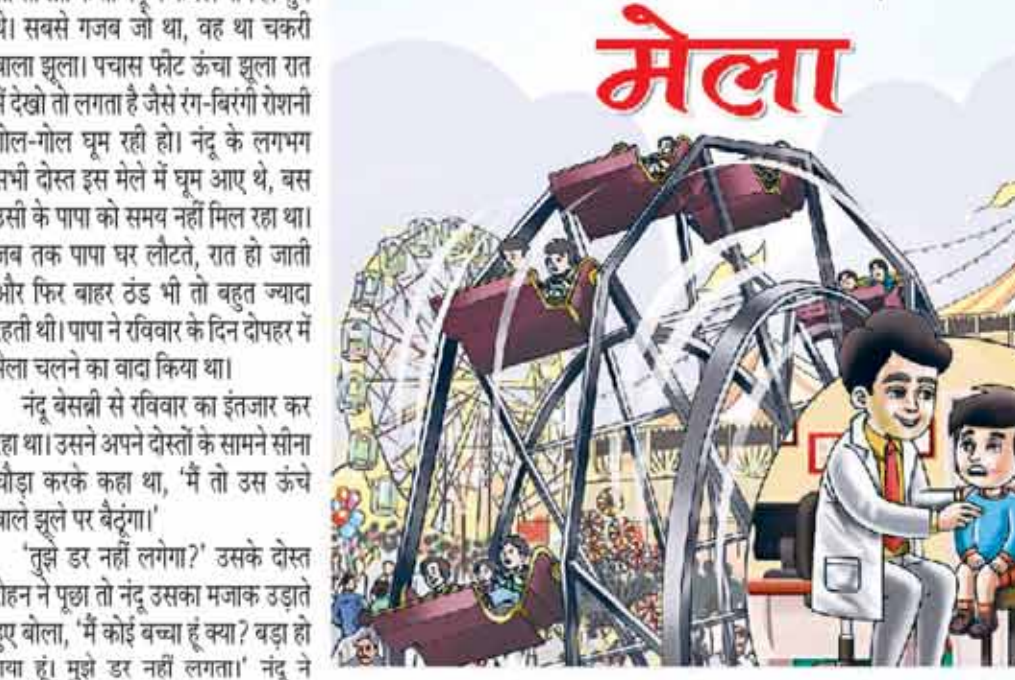 मेला
थे। सबसे गजब जो था, वह था चकरी
वाला झूला। पचास फीट ऊंचा झूला रात
में देखो तो लगता है जैसे रंग-बिरंगी रोशनी
गोल-गोल घूम रही हो। नंदू के लगभग
सभी दोस्त इस मेले में घूम आए थे, बस
उसी के पापा को समय नहीं मिल रहा था।
जब तक पापा घर लौटते, रात हो जाती
और फिर बाहर ठंड भी तो बहुत ज्यादा
रहती थी। पापा ने रविवार के दिन दोपहर में
मेला चलने का वादा किया था।
नंदू बेसब्री से रविवार का इंतजार कर
रहा था। उसने अपने दोस्तों के सामने सीना
चौड़ा करके कहा था, ‘मैं तो उस ऊंचे
वाले झूले पर बैठूंगा।’
‘तुझे डर नहीं लगेगा?’ उसके दोस्त
रोहन ने पूछा तो नंदू उसका मजाक उड़ाते
हुए बोला, ‘मैं कोई बच्चा हूं क्या? बड़ा हो
गया हूं। मुझे डर नहीं लगता।’ नंदू ने